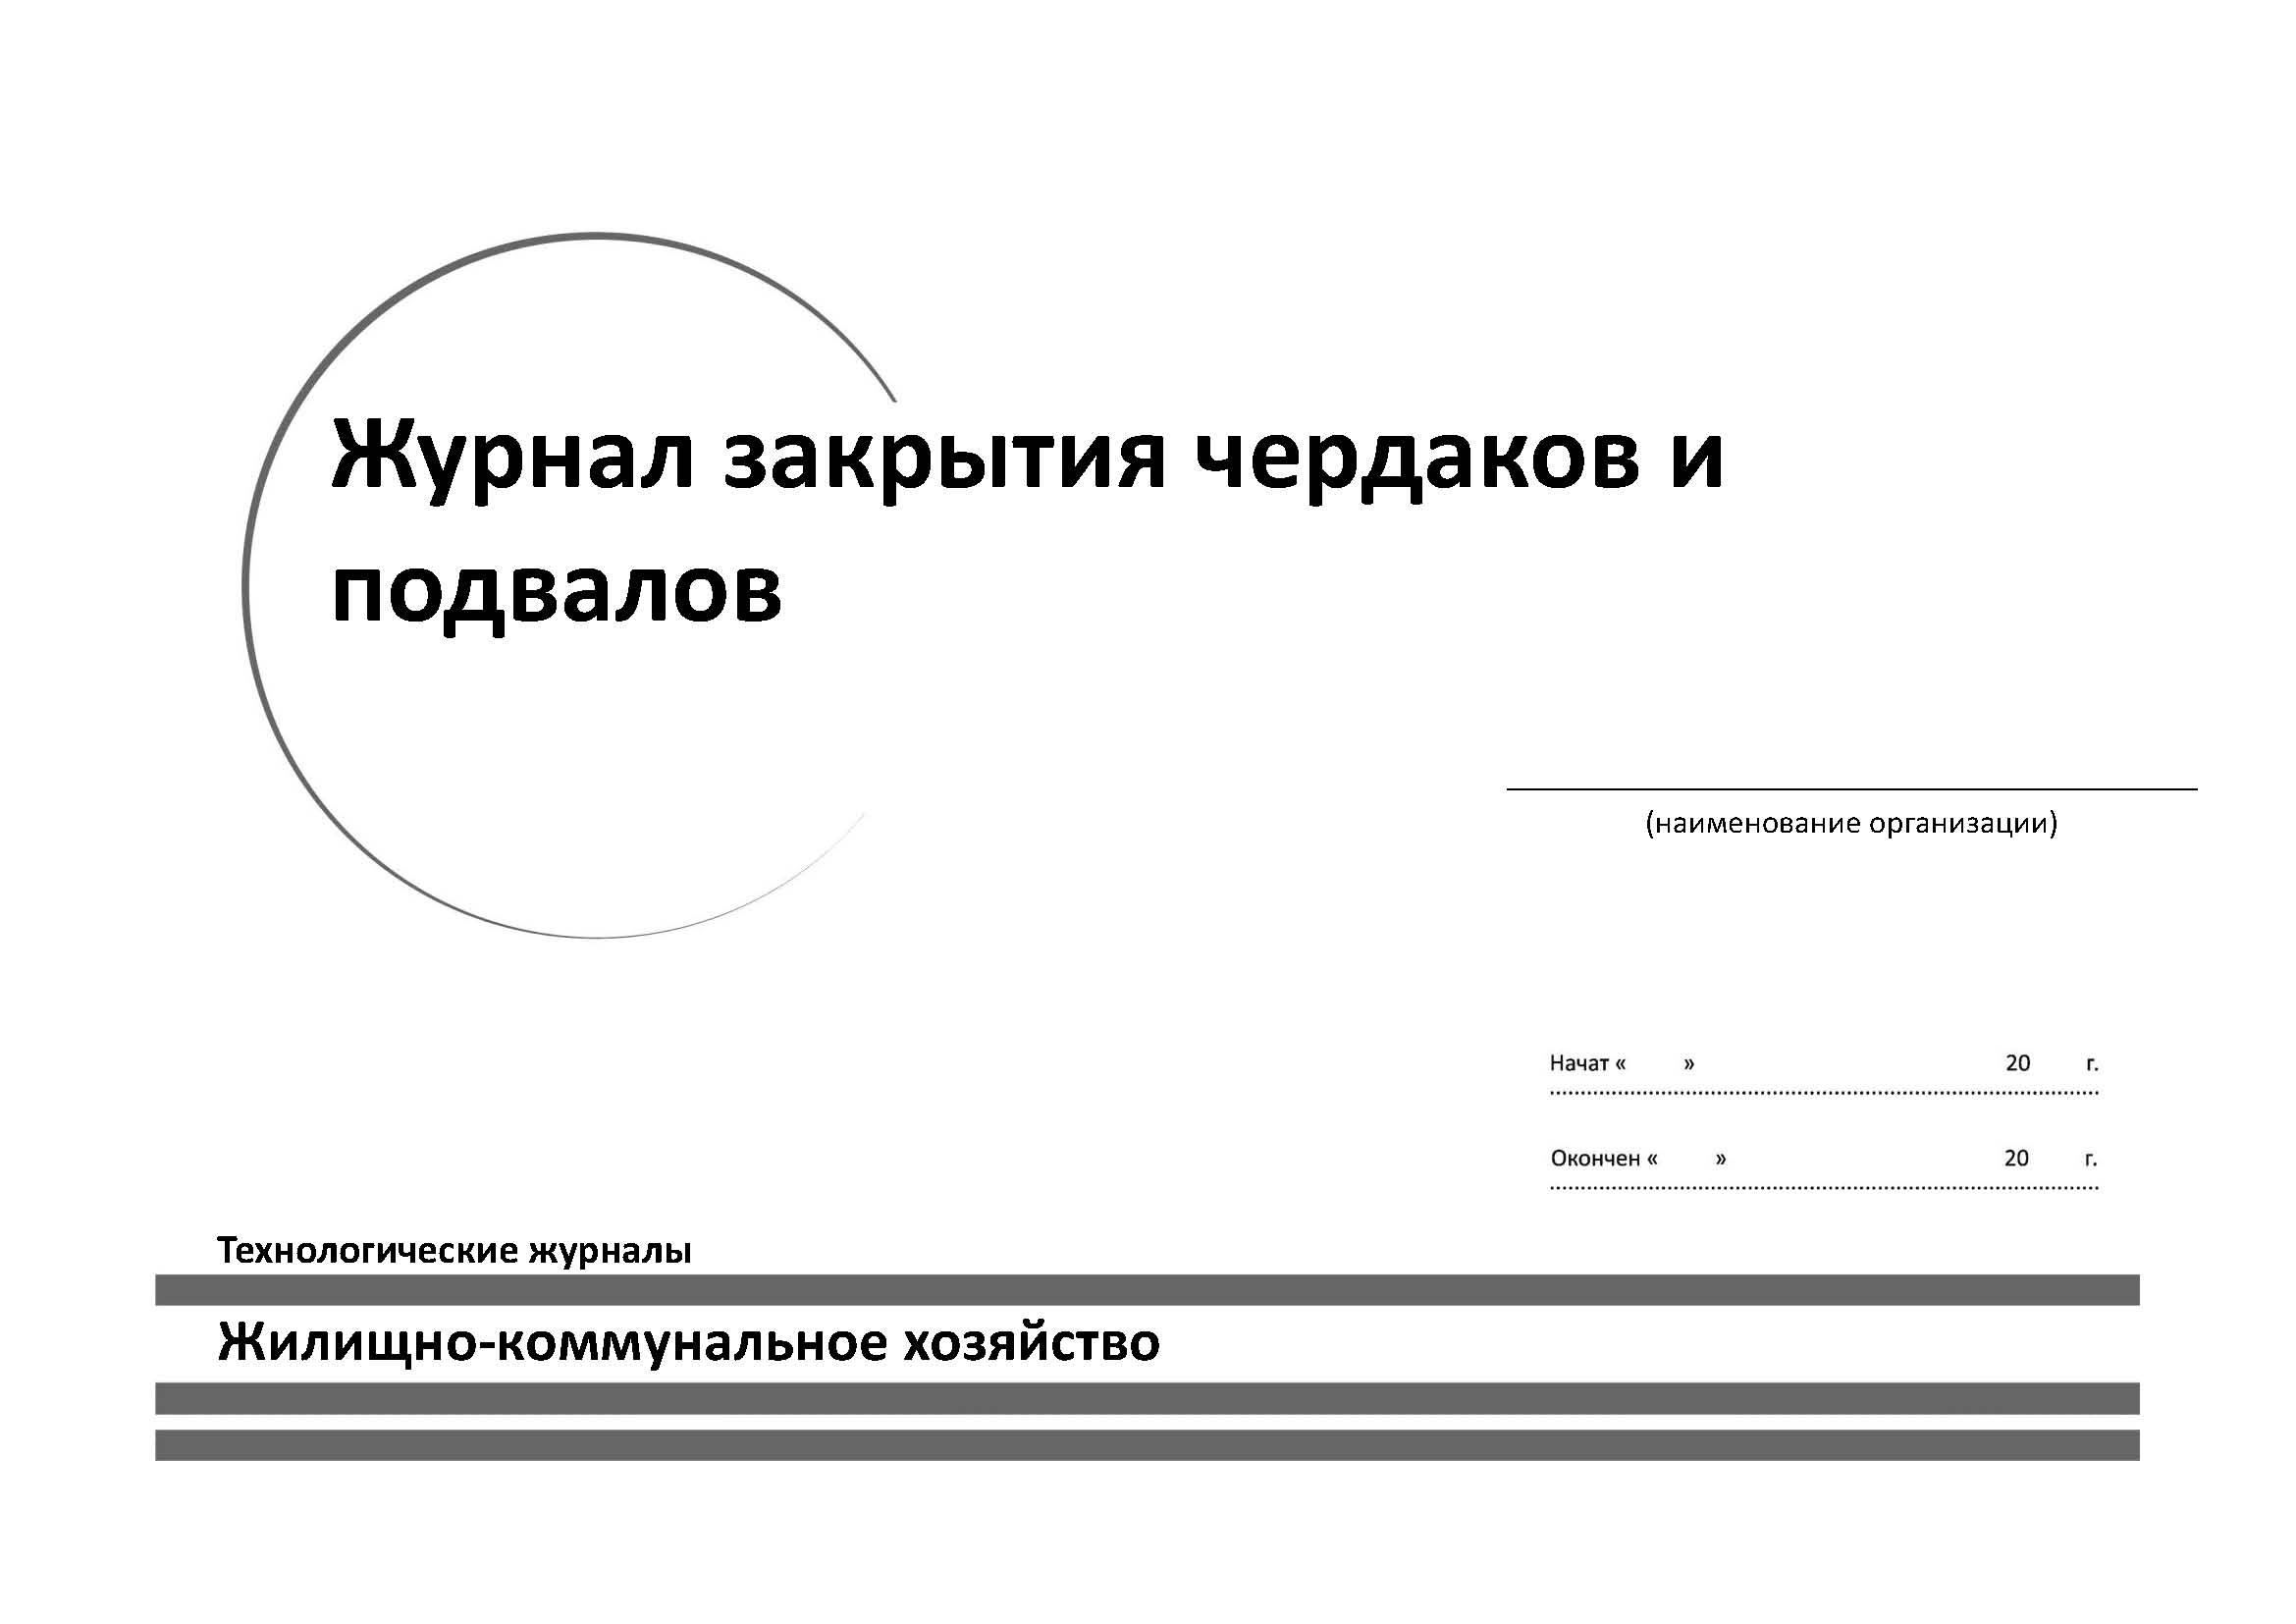 Журнал закрытия чердаков и
подвалов
(наименование организации)
Начат «      » 20      г.
Окончен «      » 20      г.
Технологические журналы
Жилищно-коммунальное хозяйство